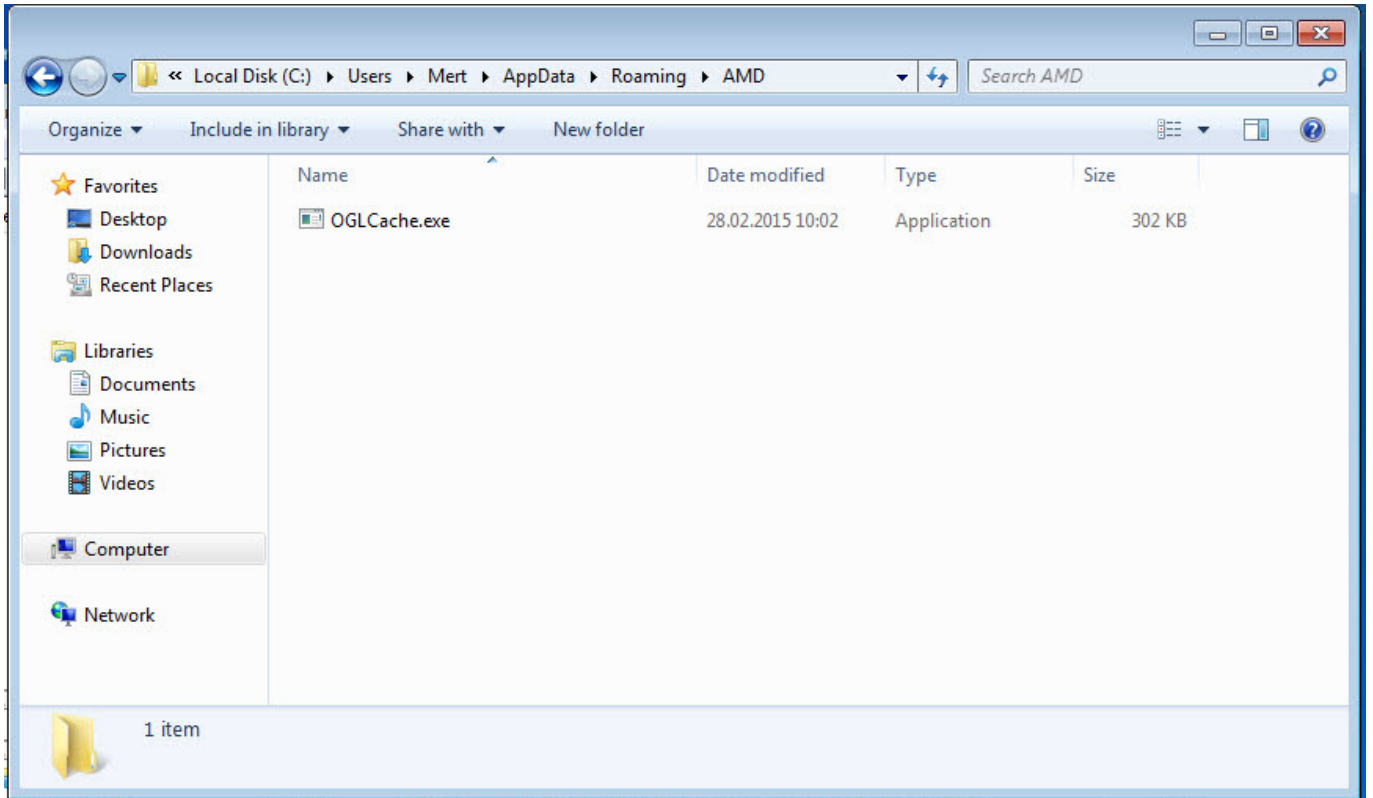 « Local Disk (C:) Users Mert AppData Roaming AMD Search AMD
Organize Include in library Share with New folder
Name Date modified Type Size
OGLCache.exe 28.02.2015 10:02 Application 302 KB
Favorites
Desktop
Downloads
Recent Places
Libraries
Documents
Music
Pictures
Videos
Computer
Network
1 item